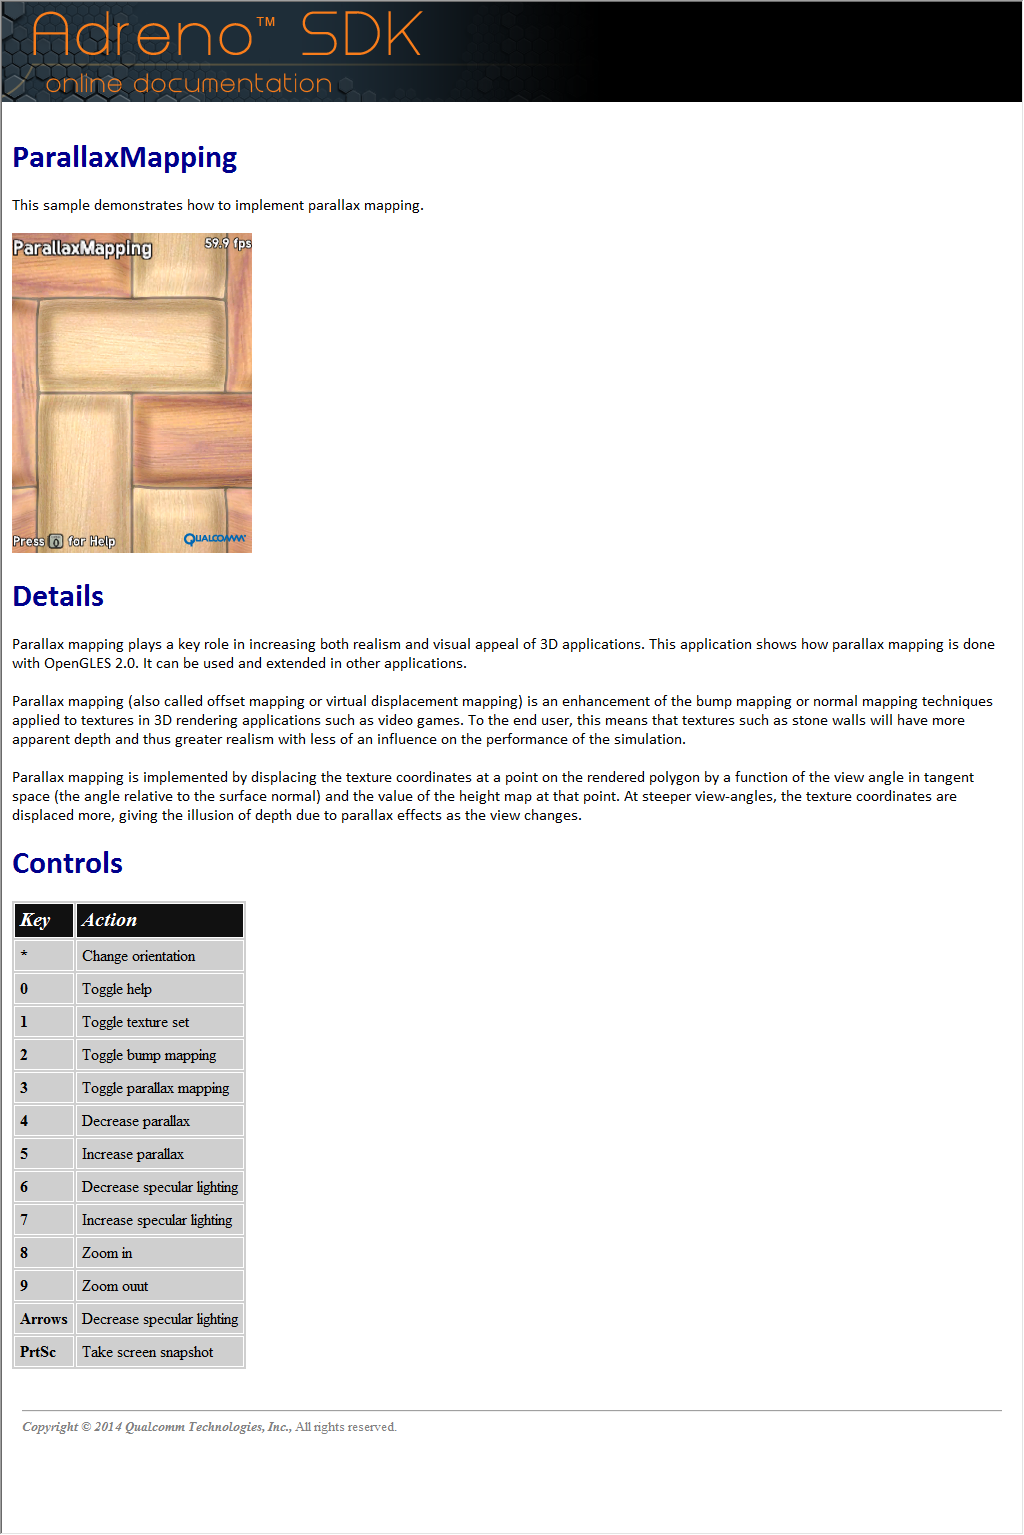 Adreno™ SDK
online documentation
ParallaxMapping
This sample demonstrates how to implement parallax mapping.
ParallaxMapping 59.9 fps
Press 0 for Help QUALCOMM
Details
Parallax mapping plays a key role in increasing both realism and visual appeal of 3D applications. This application shows how parallax mapping is done
with OpenGLES 2.0. It can be used and extended in other applications.
Parallax mapping (also called offset mapping or virtual displacement mapping) is an enhancement of the bump mapping or normal mapping techniques
applied to textures in 3D rendering applications such as video games. To the end user, this means that textures such as stone walls will have more
apparent depth and thus greater realism with less of an influence on the performance of the simulation.
Parallax mapping is implemented by displacing the texture coordinates at a point on the rendered polygon by a function of the view angle in tangent
space (the angle relative to the surface normal) and the value of the height map at that point. At steeper view-angles, the texture coordinates are
displaced more, giving the illusion of depth due to parallax effects as the view changes.
Controls
Key Action
* Change orientation
0 Toggle help
1 Toggle texture set
2 Toggle bump mapping
3 Toggle parallax mapping
4 Decrease parallax
5 Increase parallax
6 Decrease specular lighting
7 Increase specular lighting
8 Zoom in
9 Zoom ouut
Arrows Decrease specular lighting
PrtSc Take screen snapshot
Copyright © 2014 Qualcomm Technologies, Inc., All rights reserved.